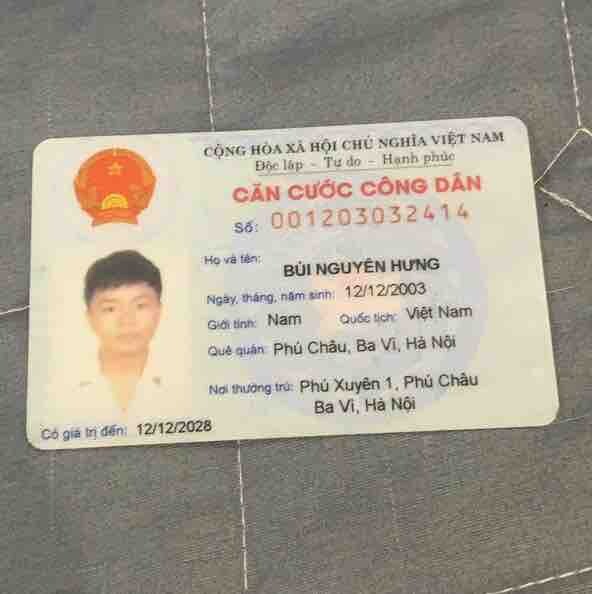 CỘNG HÒA XÃ HỘI CHỦ NGHĨA VIỆT NAM
Độc lập - Tự do - Hạnh phúc
CĂN CƯỚC CÔNG DÂN
Số: 001203032414
Họ và tên:
BÙI NGUYÊN HƯNG
Ngày, tháng, năm sinh: 12/12/2003
Giới tính: Nam Quốc tịch: Việt Nam
Quê quán: Phú Châu, Ba Vì, Hà Nội
Nơi thường trú: Phú Xuyên 1, Phú Châu
Ba Vì, Hà Nội
Có giá trị đến: 12/12/2028